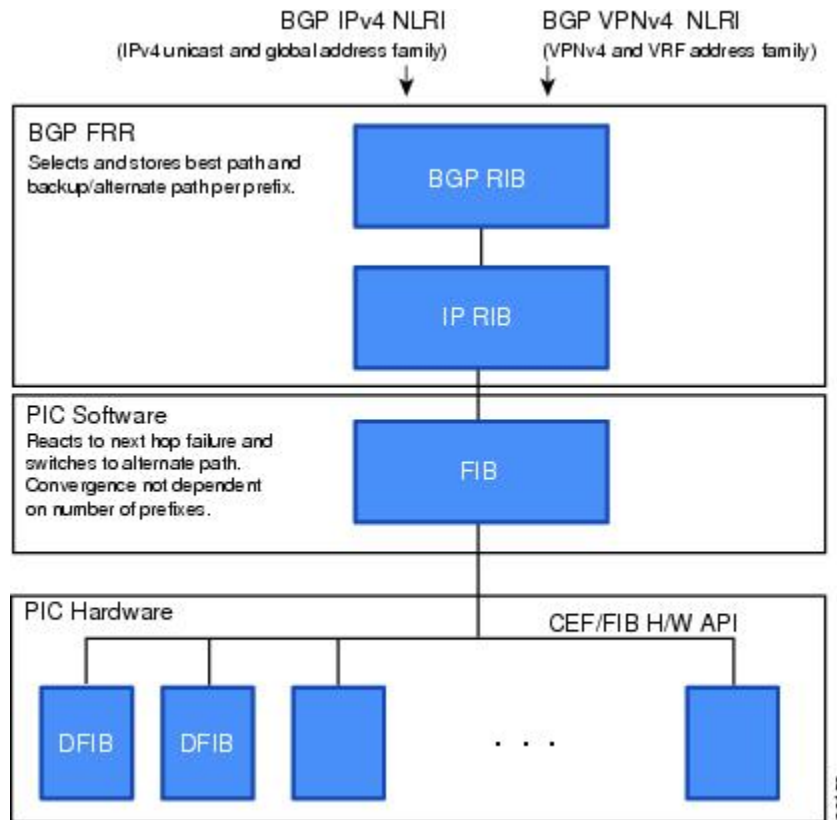 BGP IPv4 NLRI
(IPv4 unicast and global address family)
BGP VPNv4 NLRI
(VPNv4 and VRF address family)
BGP FRR
Selects and stores best path and
backup/alternate path per prefix.
BGP RIB
IP RIB
PIC Software
Reacts to next hop failure and
switches to alternate path.
Convergence not dependent
on number of prefixes.
FIB
PIC Hardware
CEF/FIB H/W API
DFIB
DFIB
. . .